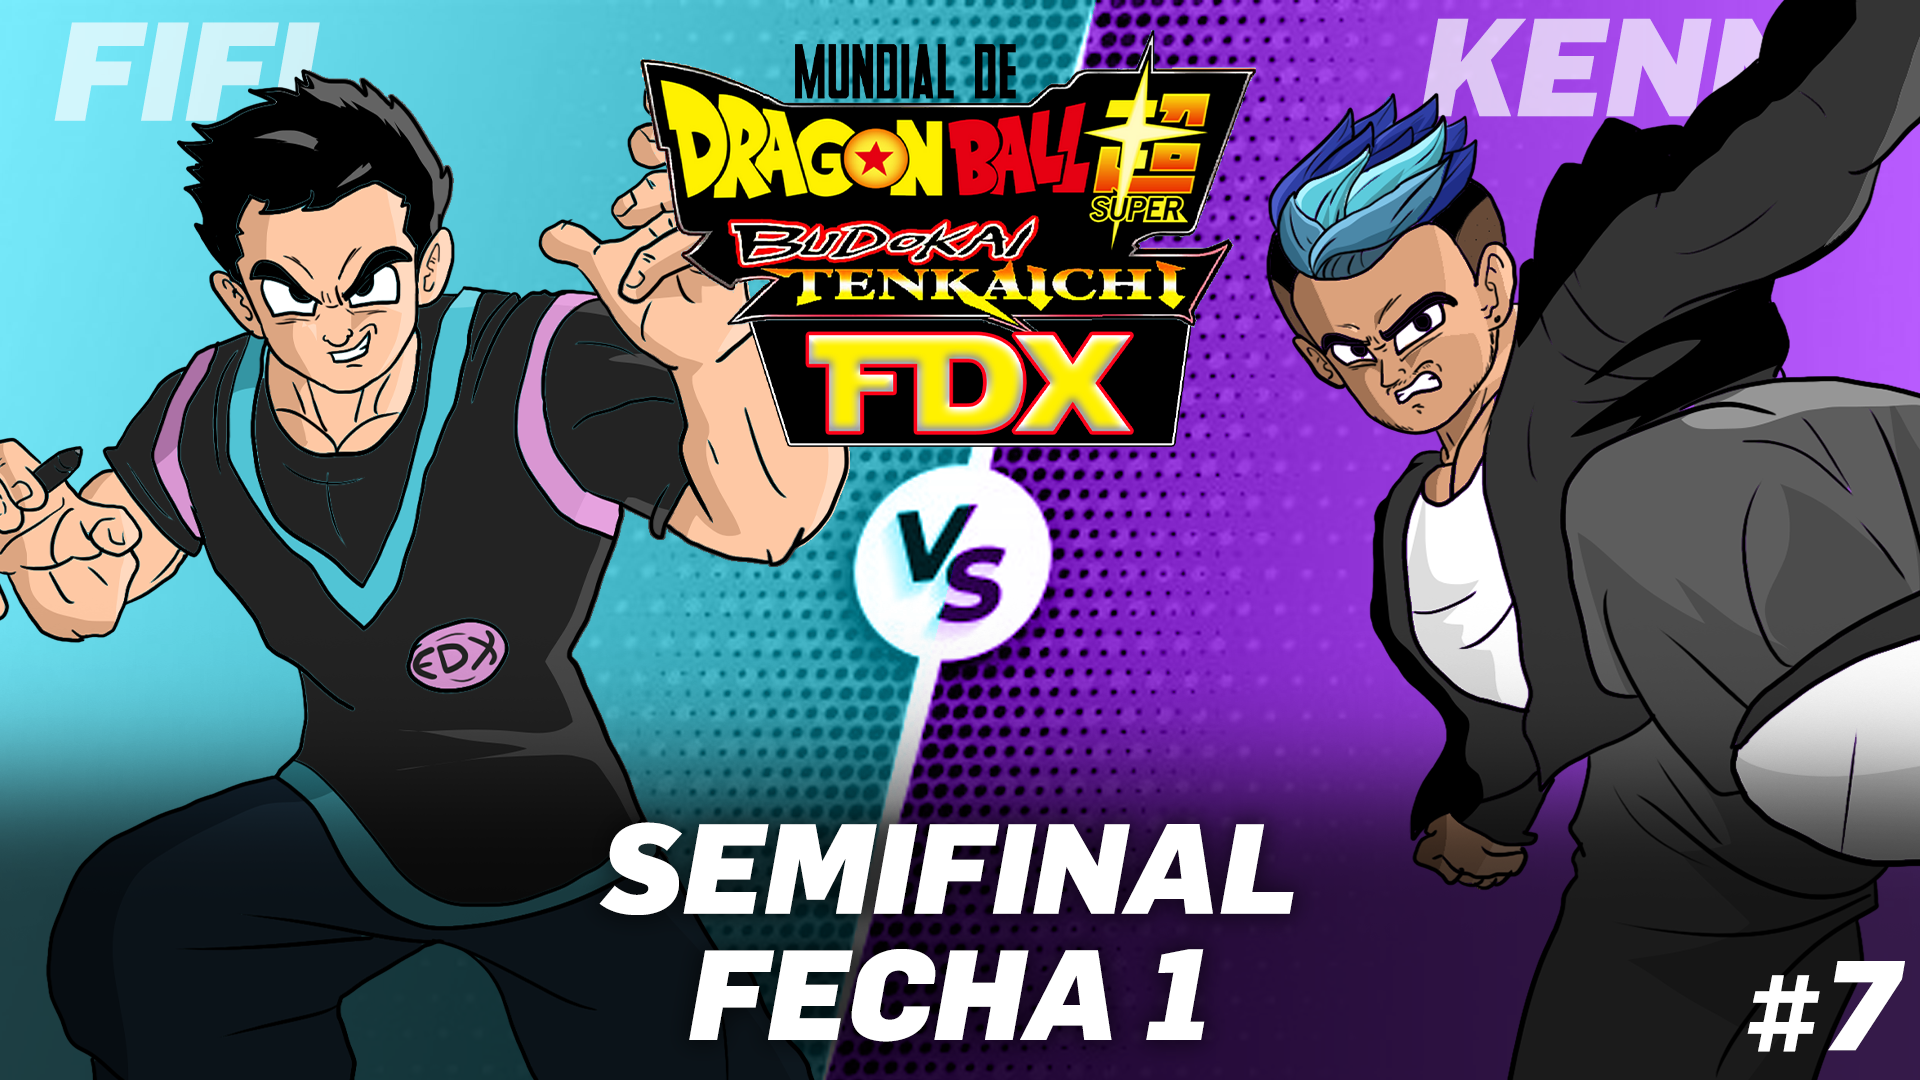 FIFI
KENN
MUNDIAL DE
DRAGON BALL 超
SUPER
BUDOKAI
TENKAICHI
FDX
VS
FDX
SEMIFINAL
FECHA 1
#7